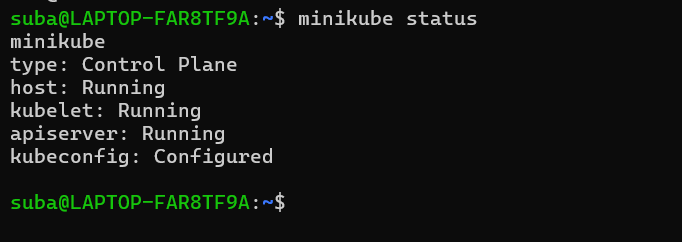 suba@LAPTOP-FAR8TF9A:~$ minikube status
minikube
type: Control Plane
host: Running
kubelet: Running
apiserver: Running
kubeconfig: Configured
suba@LAPTOP-FAR8TF9A:~$